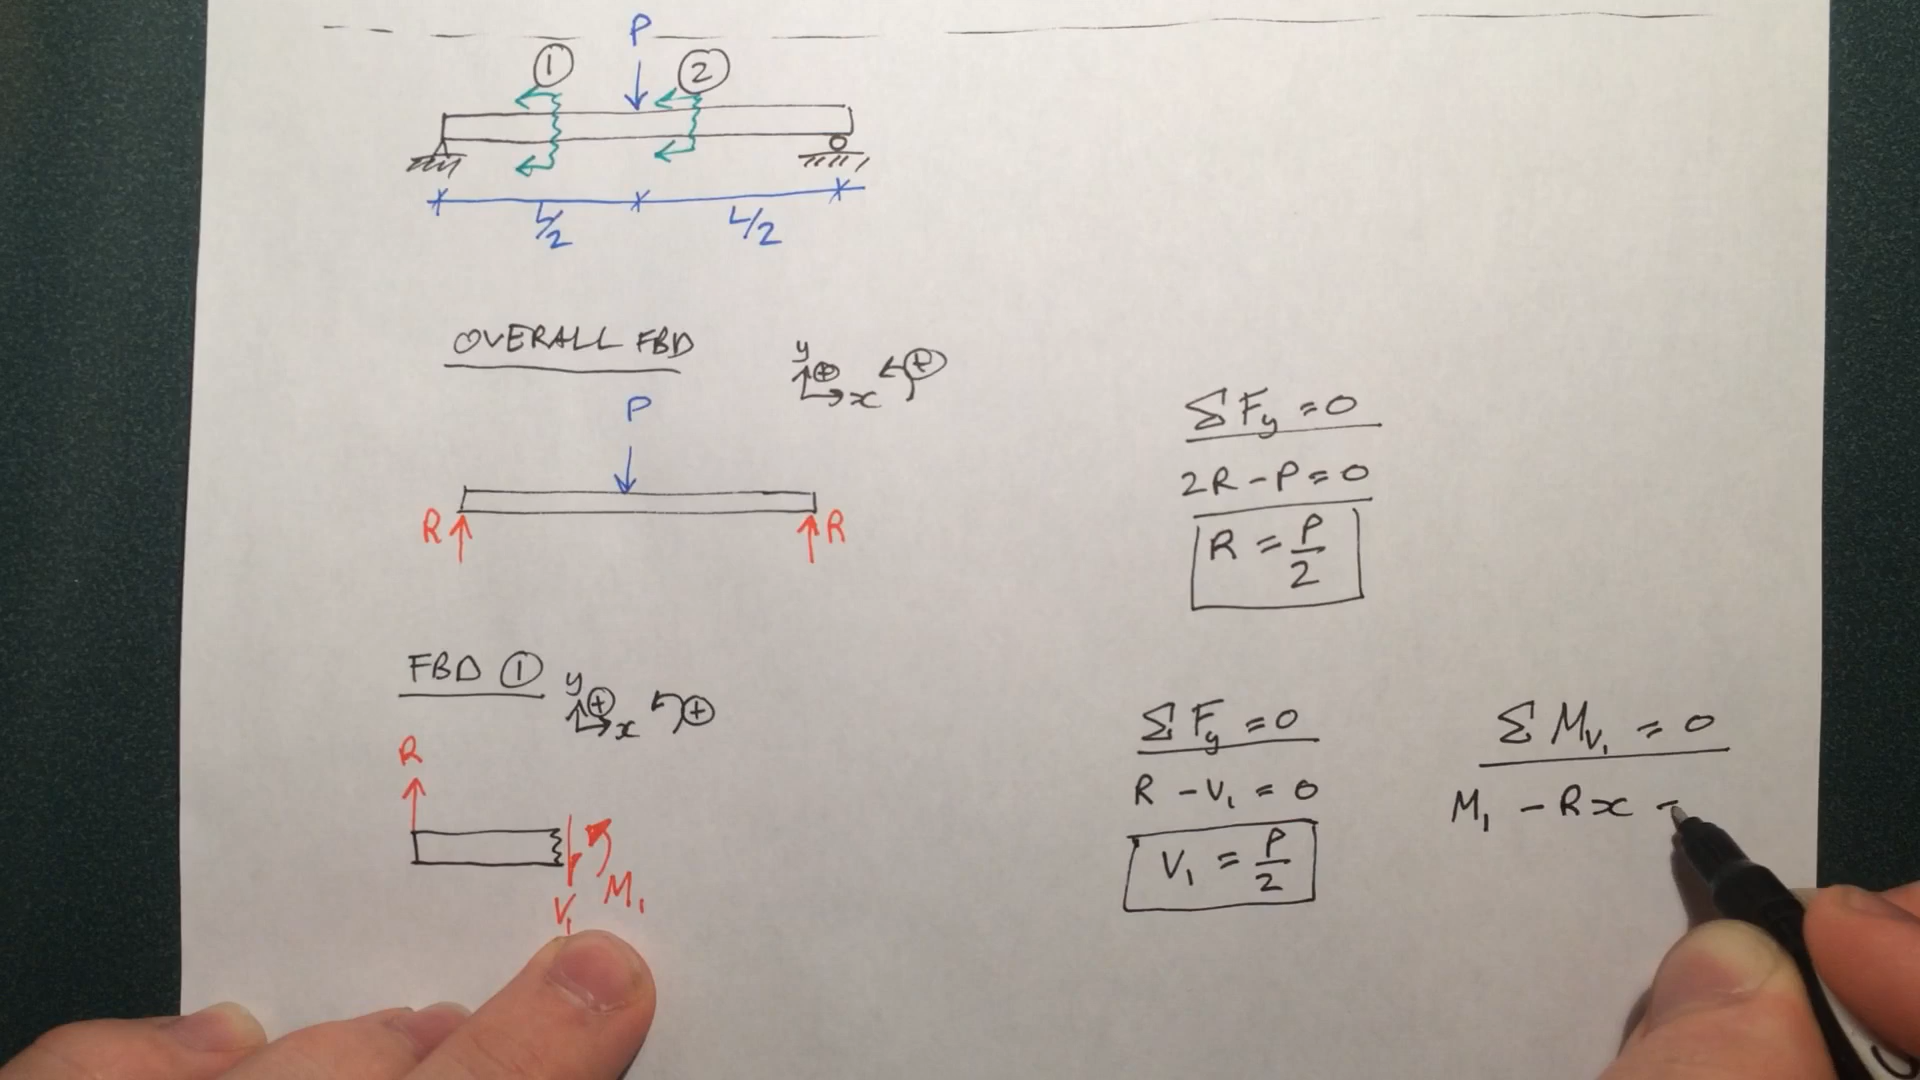 P
① ②
L/2 L/2
OVERALL FBD
y ⊕ x ⊕
P
R R
ΣFy = 0
2R - P = 0
R = P/2
FBD ①
y ⊕ x ⊕
R
V₁ M₁
ΣFy = 0
R - V₁ = 0
V₁ = P/2
ΣM_V₁ = 0
M₁ - Rx =